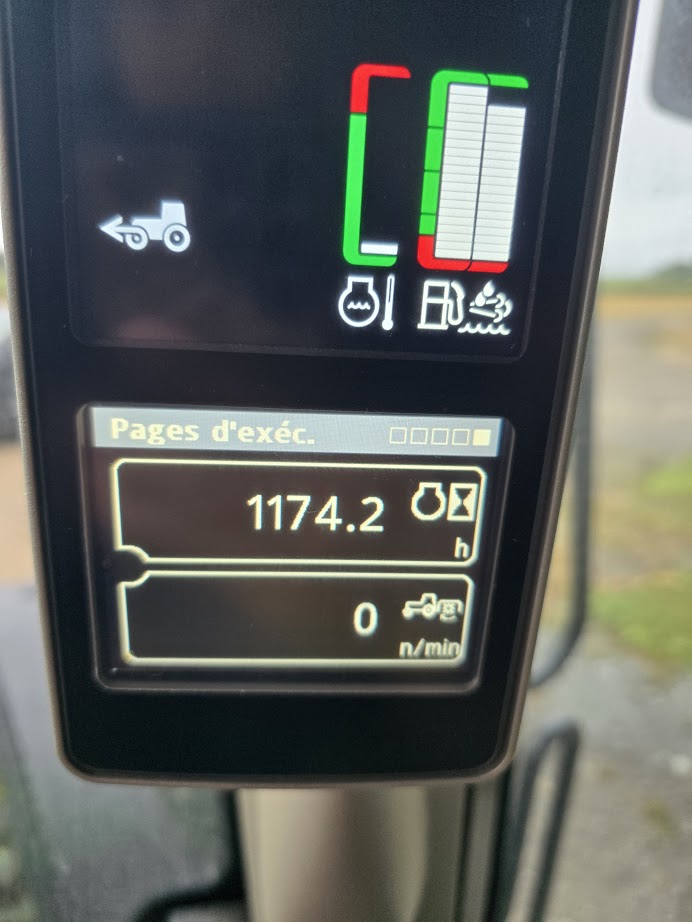 Pages d'exéc.
1174.2
h
0
n/min